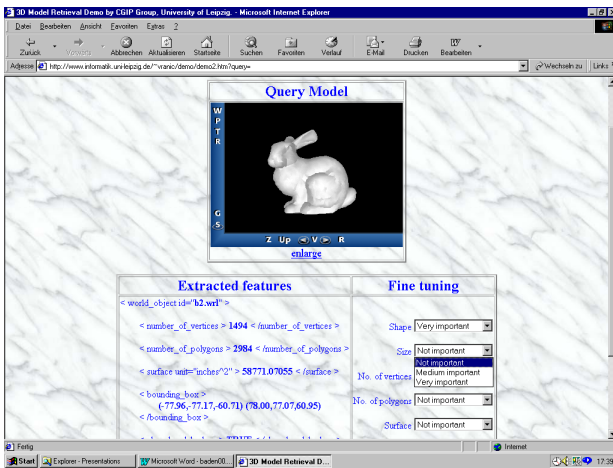 3D Model Retrieval Demo by CGIP Group, University of Leipzig. - Microsoft Internet Explorer
Datei Bearbeiten Ansicht Favoriten Extras ?
Zurück Vorwärts Abbrechen Aktualisieren Startseite Suchen Favoriten Verlauf E-Mail Drucken Bearbeiten
Adresse http://www.informatik.uni-leipzig.de/~vranic/demo/demo2.htm?query= Wechseln zu Links
Query Model
W
P
T
R
G
S
Z Up V R
enlarge
Extracted features Fine tuning
< world_object id="b2.wrl" >
< number_of_vertices > 1494 < /number_of_vertices >
Shape Very important
< number_of_polygons > 2984 < /number_of_polygons >
Size Not important
Not important
Medium important
Very important
< surface unit="inches^2" > 58771.07055 < /surface >
No. of vertices
< bounding_box >
(-77.96,-77.17,-60.71) (78.00,77.07,60.95)
No. of polygons Not important
< /bounding_box >
Surface Not important
Fertig Internet
Start Explorer - Presentations Microsoft Word - baden00... 3D Model Retrieval D... 17:39